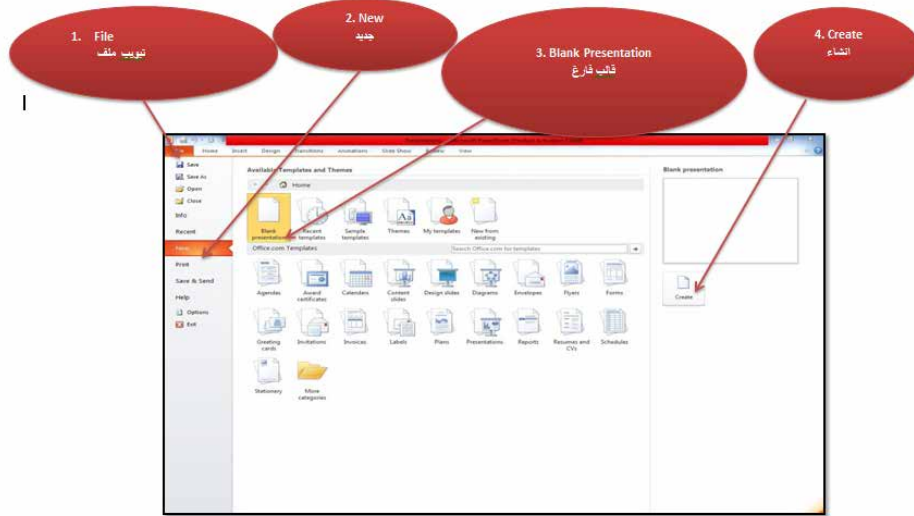 1. File
تبويب ملف
2. New
جديد
3. Blank Presentation
قالب فارغ
4. Create
انشاء
File Home Insert Design Transitions Animations Slide Show Review View
Save
Save As
Open
Close
Info
Recent
New
Print
Save & Send
Help
Options
Exit
Available Templates and Themes
Home
Blank presentation
Recent templates
Sample templates
Themes
My templates
New from existing
Office.com Templates
Search Office.com for templates
Agendas
Award certificates
Calendars
Content slides
Design slides
Diagrams
Envelopes
Flyers
Forms
Greeting cards
Invitations
Invoices
Labels
Plans
Presentations
Reports
Resumes and CVs
Schedules
Stationery
More categories
Blank presentation
Create